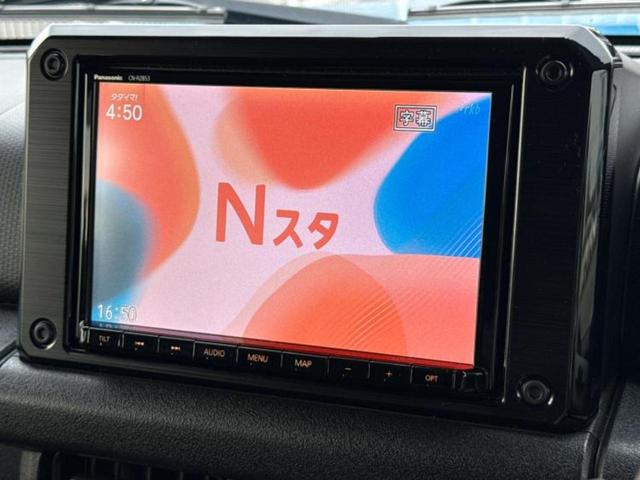 Panasonic CN-RZ853
タダイマ!
4:50
字幕
rkb
Nスタ
16:50
TILT AUDIO MENU MAP − + OPT